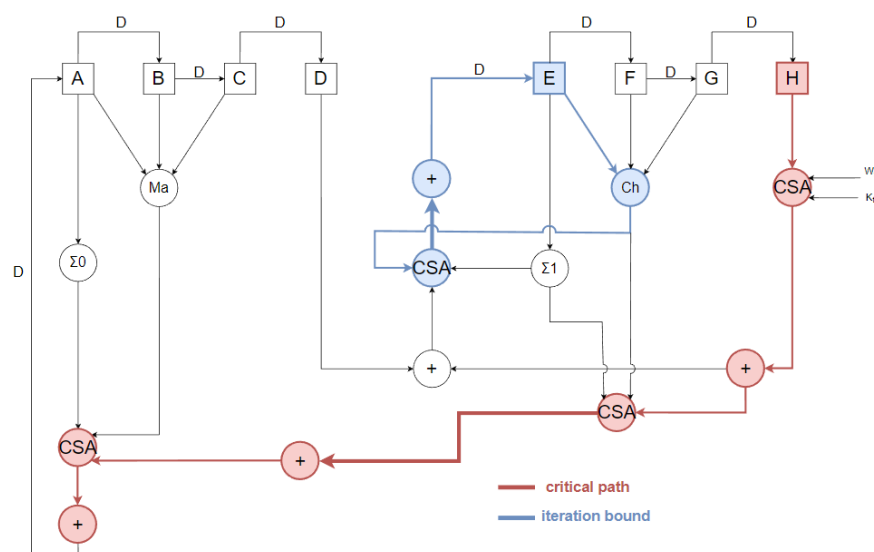 D D D D
A B D C D D E F D G H
+ Ma Ch CSA W
K
D Σ0 CSA Σ1
+ +
CSA
CSA +
critical path
+ iteration bound